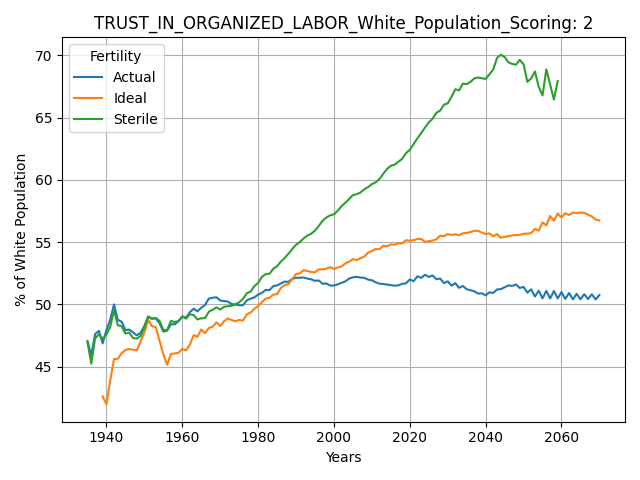 TRUST_IN_ORGANIZED_LABOR_White_Population_Scoring: 2
Fertility
Actual
Ideal
Sterile
% of White Population
70
65
60
55
50
45
1940 1960 1980 2000 2020 2040 2060
Years